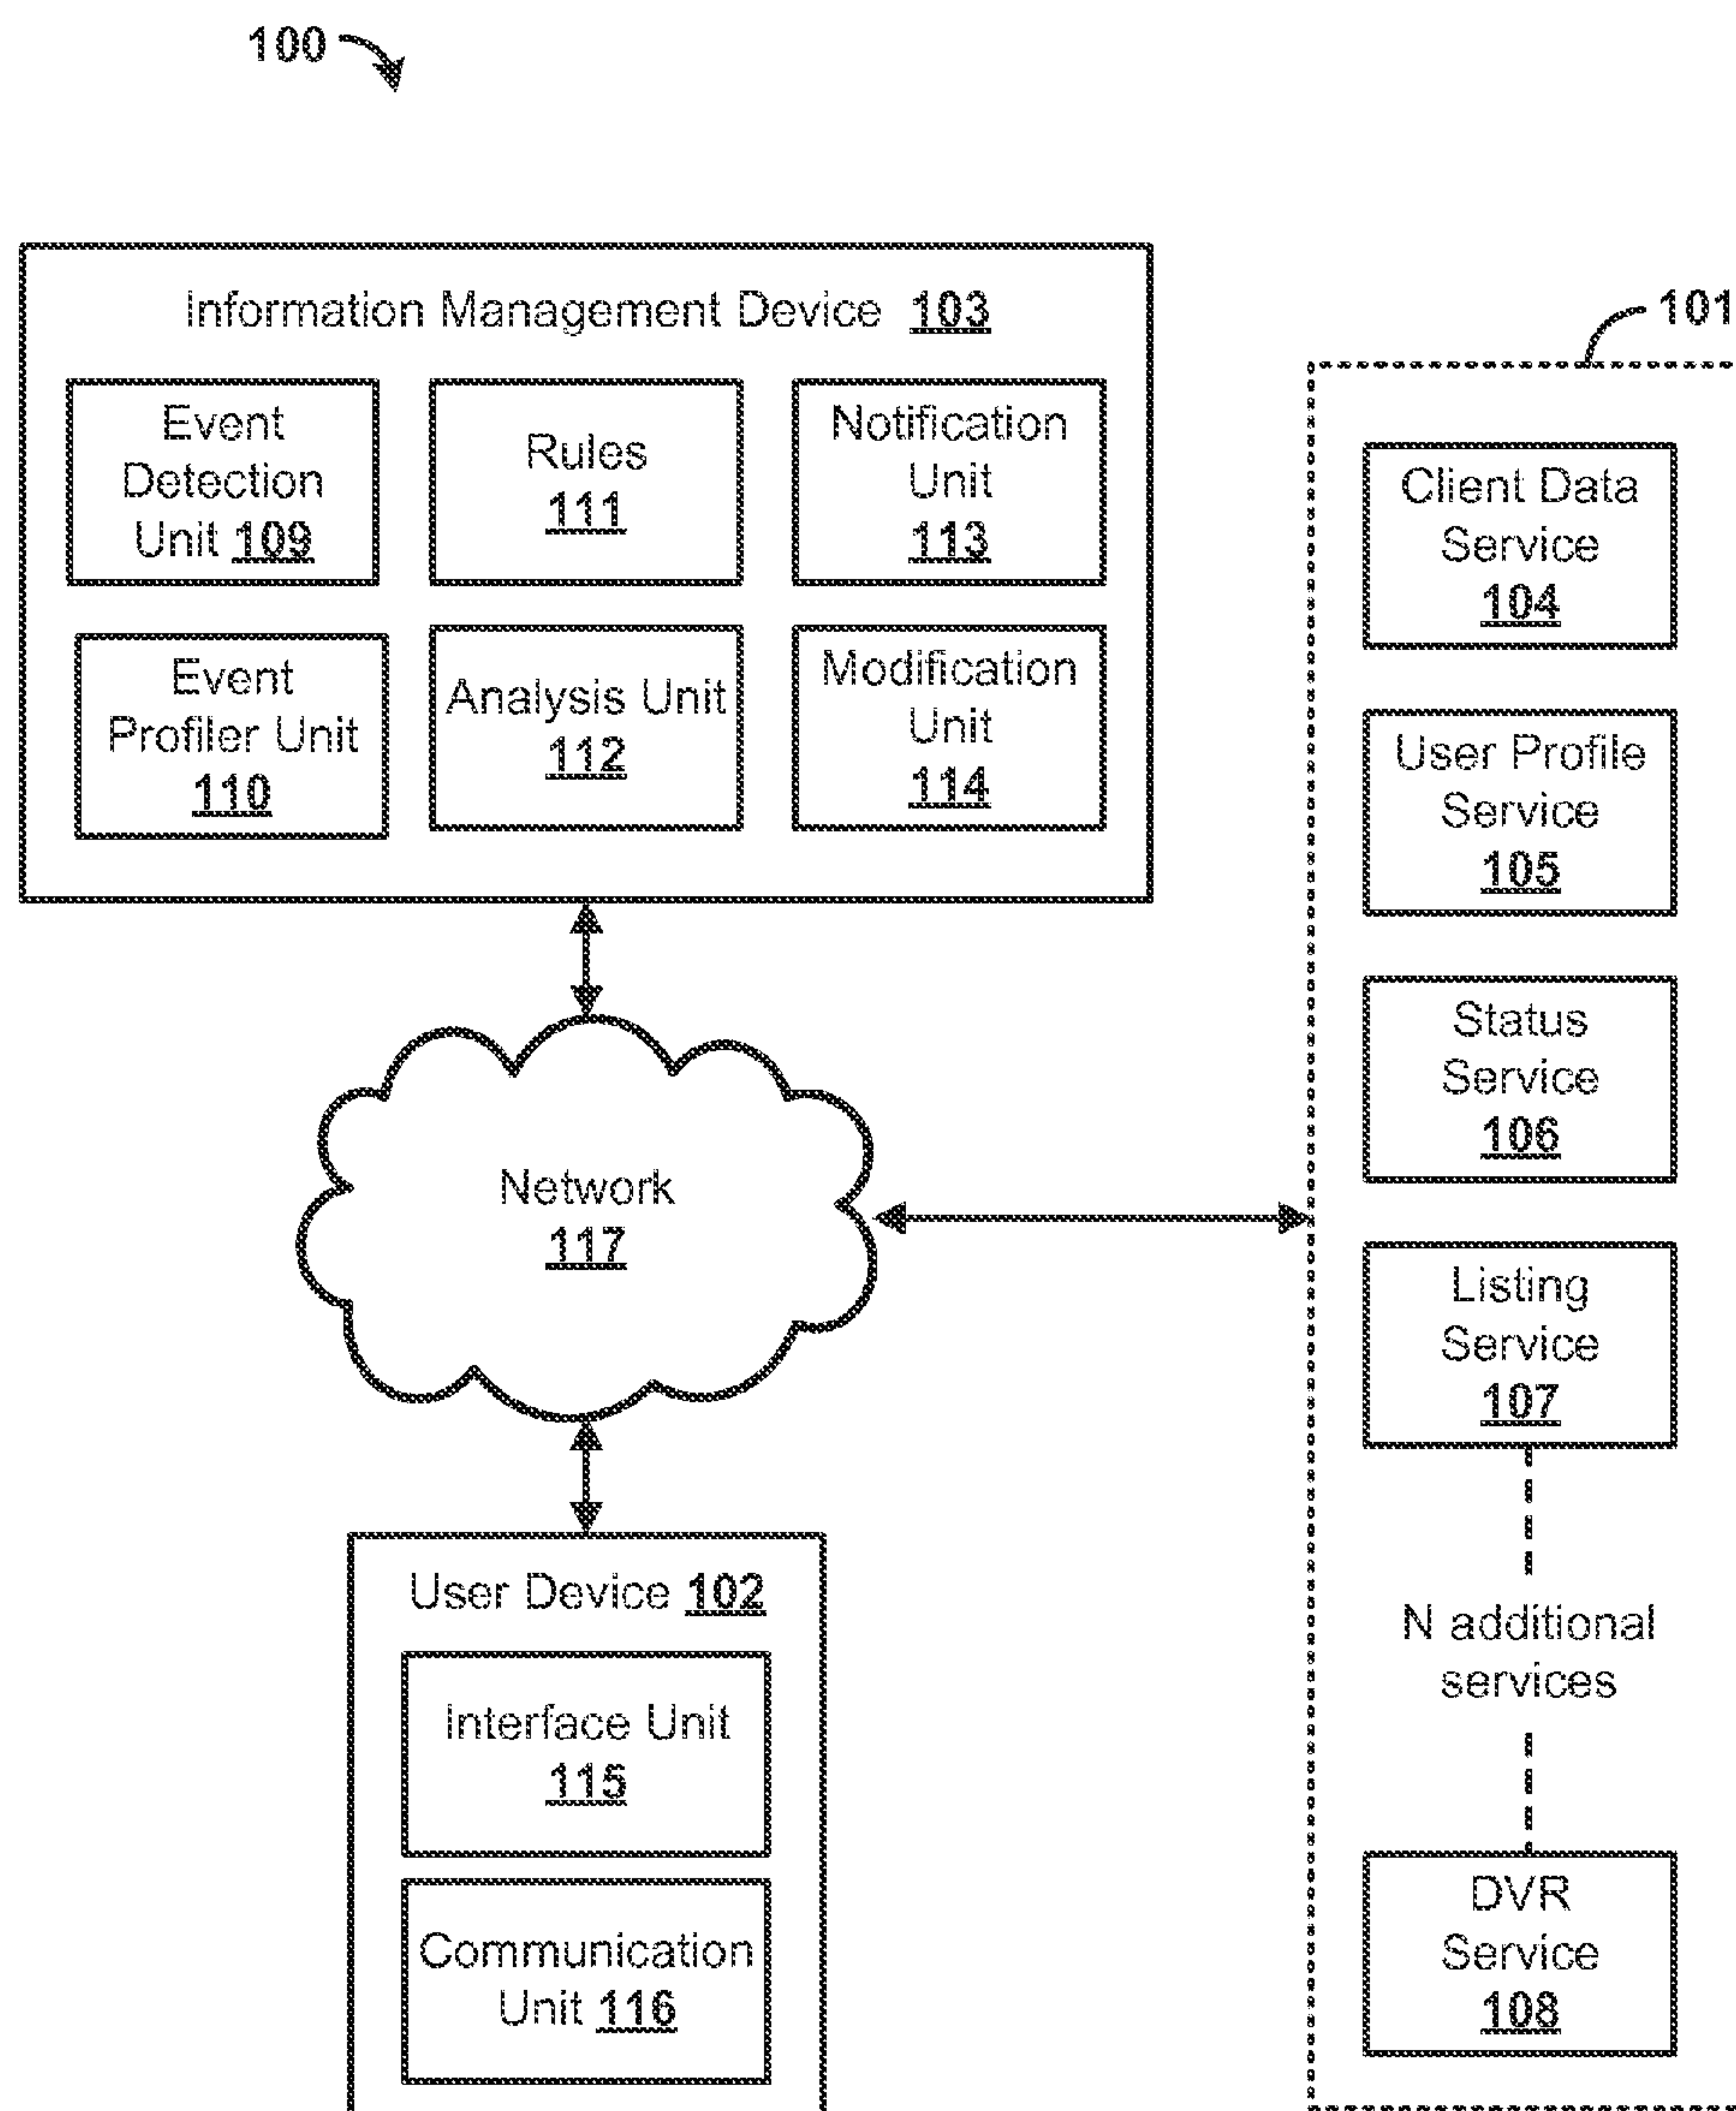 100
Information Management Device 103
Event
Detection
Unit 109
Rules
111
Notification
Unit
113
Event
Profiler Unit
110
Analysis Unit
112
Modification
Unit
114
101
Client Data
Service
104
User Profile
Service
105
Status
Service
106
Listing
Service
107
N additional
services
DVR
Service
108
Network
117
User Device 102
Interface Unit
115
Communication
Unit 116